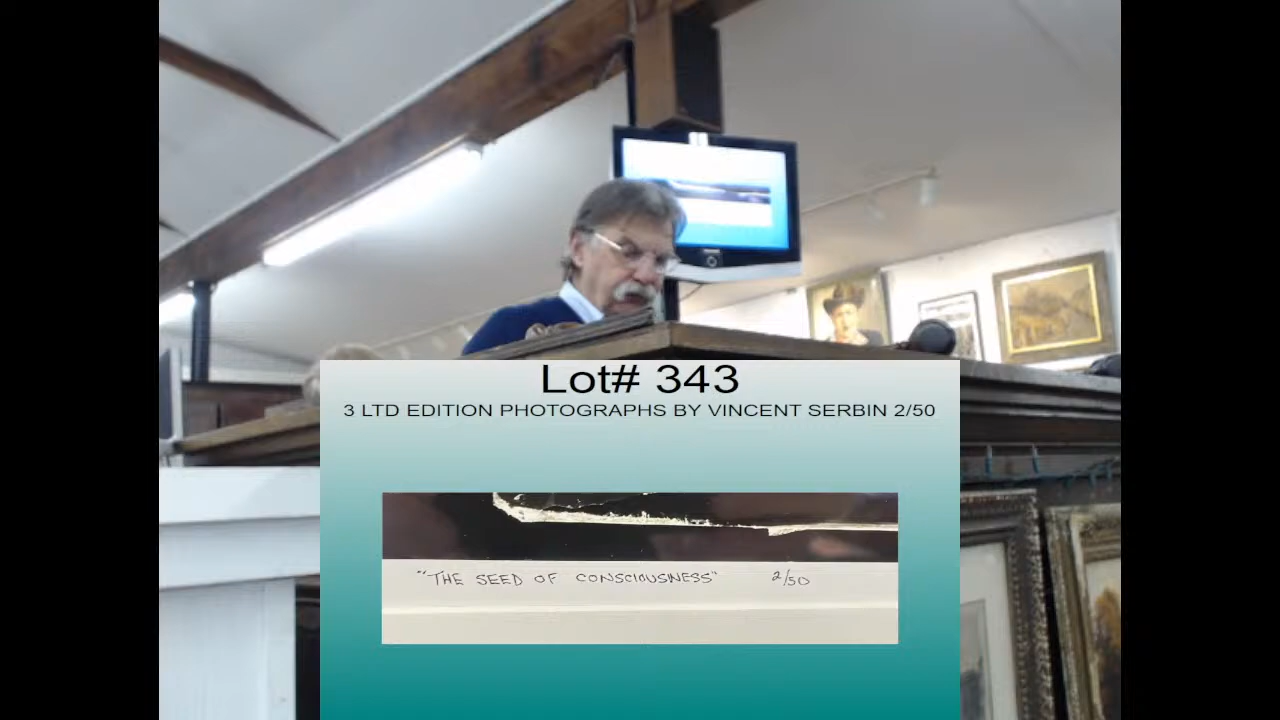 Lot# 343
3 LTD EDITION PHOTOGRAPHS BY VINCENT SERBIN 2/50
"THE SEED OF CONSCIOUSNESS" 2/50